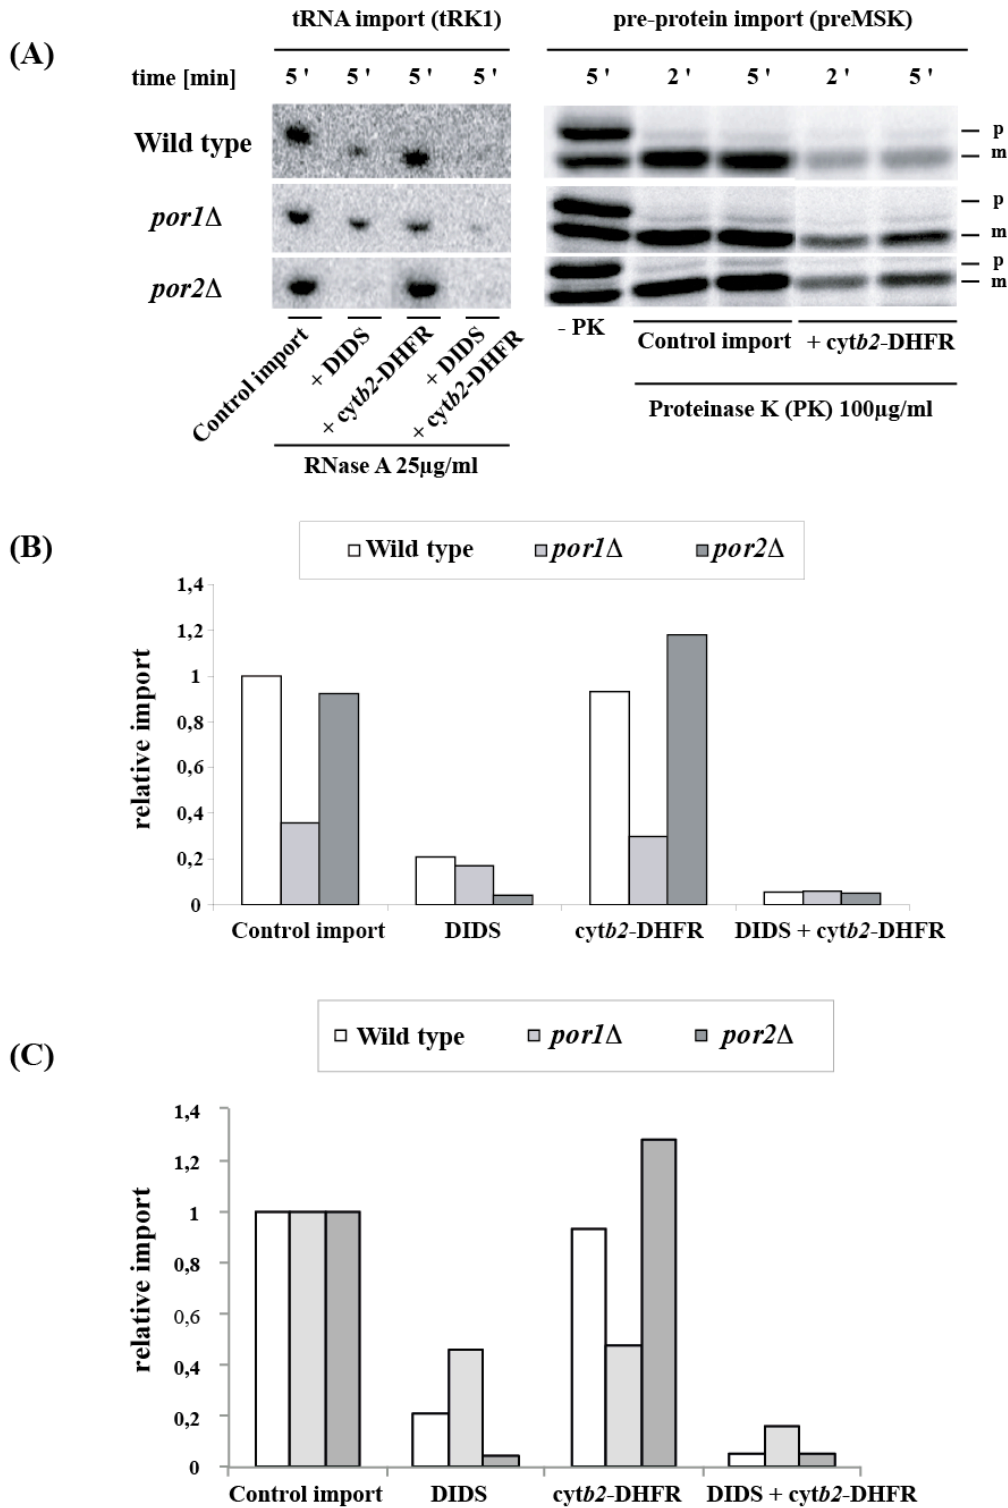 (A)
tRNA import (tRK1)
pre-protein import (preMSK)
time [min] 5 ' 5 ' 5 ' 5 ' 5 ' 2 ' 5 ' 2 ' 5 '
Wild type
p
m
por1Δ
p
m
por2Δ
p
m
Control import
+ DIDS
+ cytb2-DHFR
+ DIDS
+ cytb2-DHFR
RNase A 25µg/ml
- PK
Control import
+ cytb2-DHFR
Proteinase K (PK) 100µg/ml
(B)
Wild type por1Δ por2Δ
relative import
1,4
1,2
1
0,8
0,6
0,4
0,2
0
Control import DIDS cytb2-DHFR DIDS + cytb2-DHFR
(C)
Wild type por1Δ por2Δ
relative import
1,4
1,2
1
0,8
0,6
0,4
0,2
0
Control import DIDS cytb2-DHFR DIDS + cytb2-DHFR